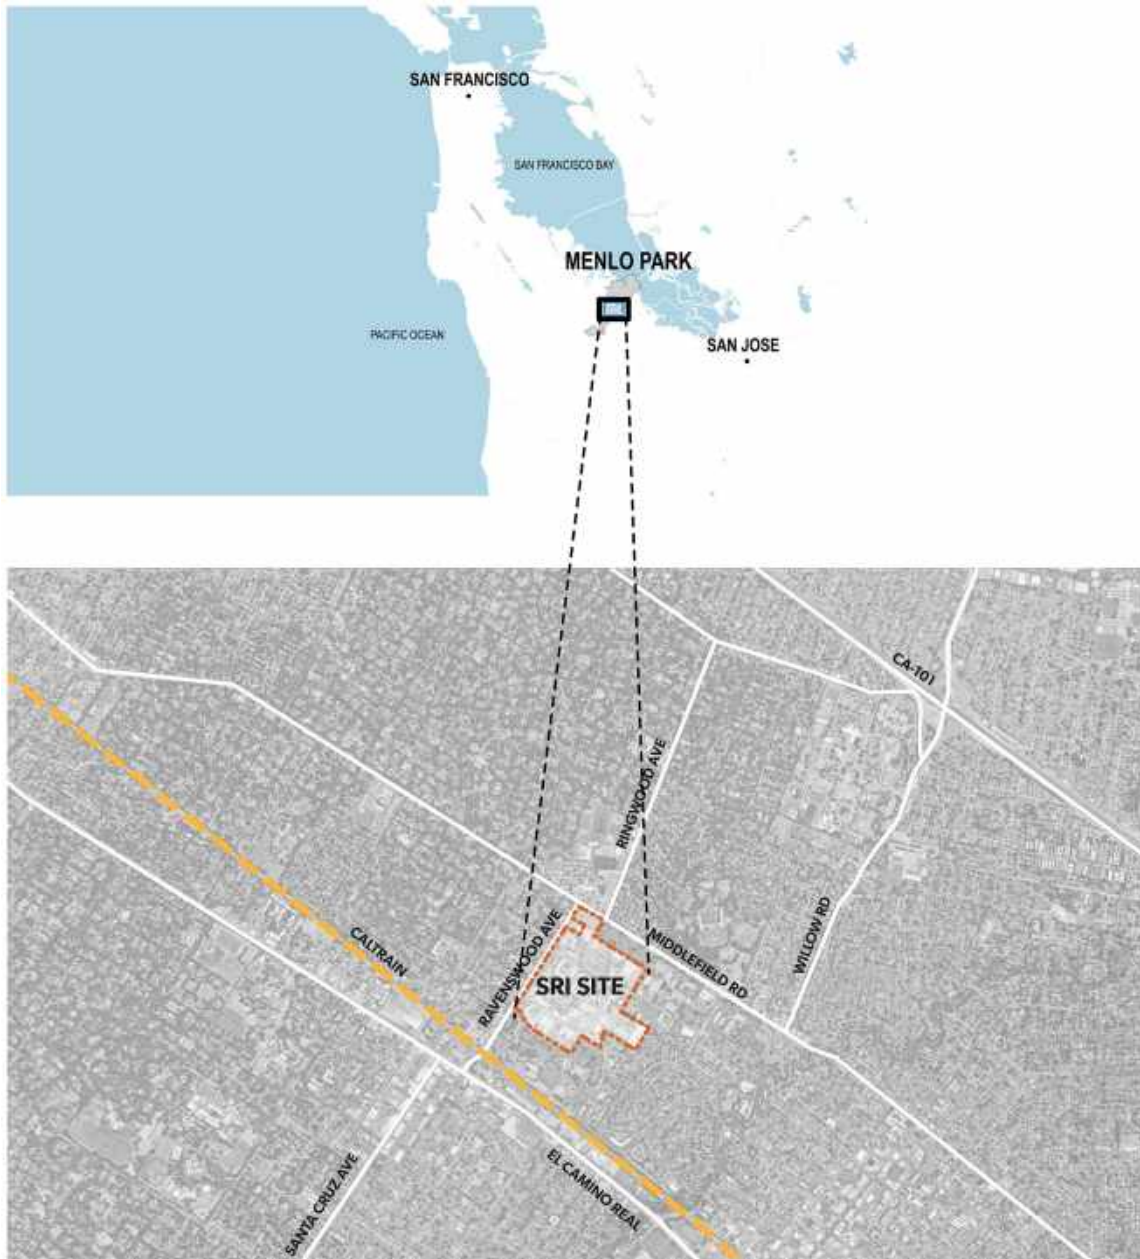 SAN FRANCISCO
SAN FRANCISCO BAY
MENLO PARK
PACIFIC OCEAN
SAN JOSE
CA-101
RINGWOOD AVE
WILLOW RD
RAVENSWOOD AVE
CALTRAIN
MIDDLEFIELD RD
SRI SITE
EL CAMINO REAL
SANTA CRUZ AVE